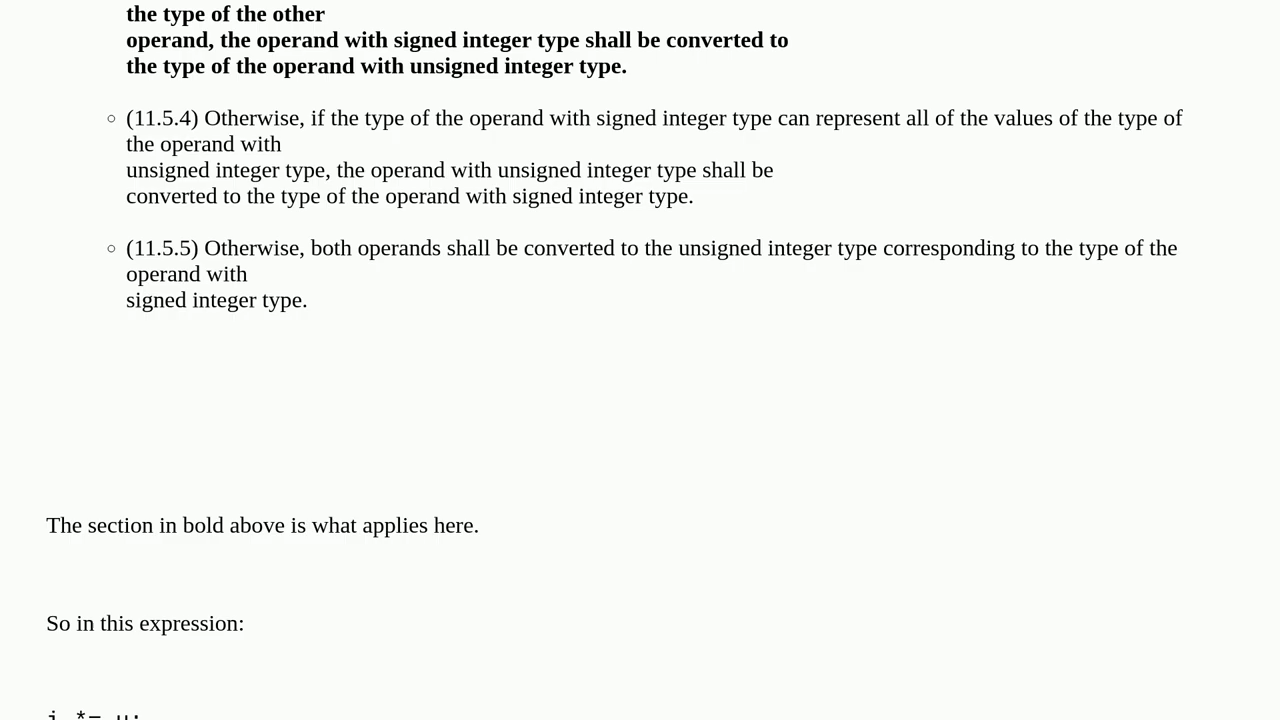 the type of the other
operand, the operand with signed integer type shall be converted to
the type of the operand with unsigned integer type.
(11.5.4) Otherwise, if the type of the operand with signed integer type can represent all of the values of the type of
the operand with
unsigned integer type, the operand with unsigned integer type shall be
converted to the type of the operand with signed integer type.
(11.5.5) Otherwise, both operands shall be converted to the unsigned integer type corresponding to the type of the
operand with
signed integer type.
The section in bold above is what applies here.
So in this expression: